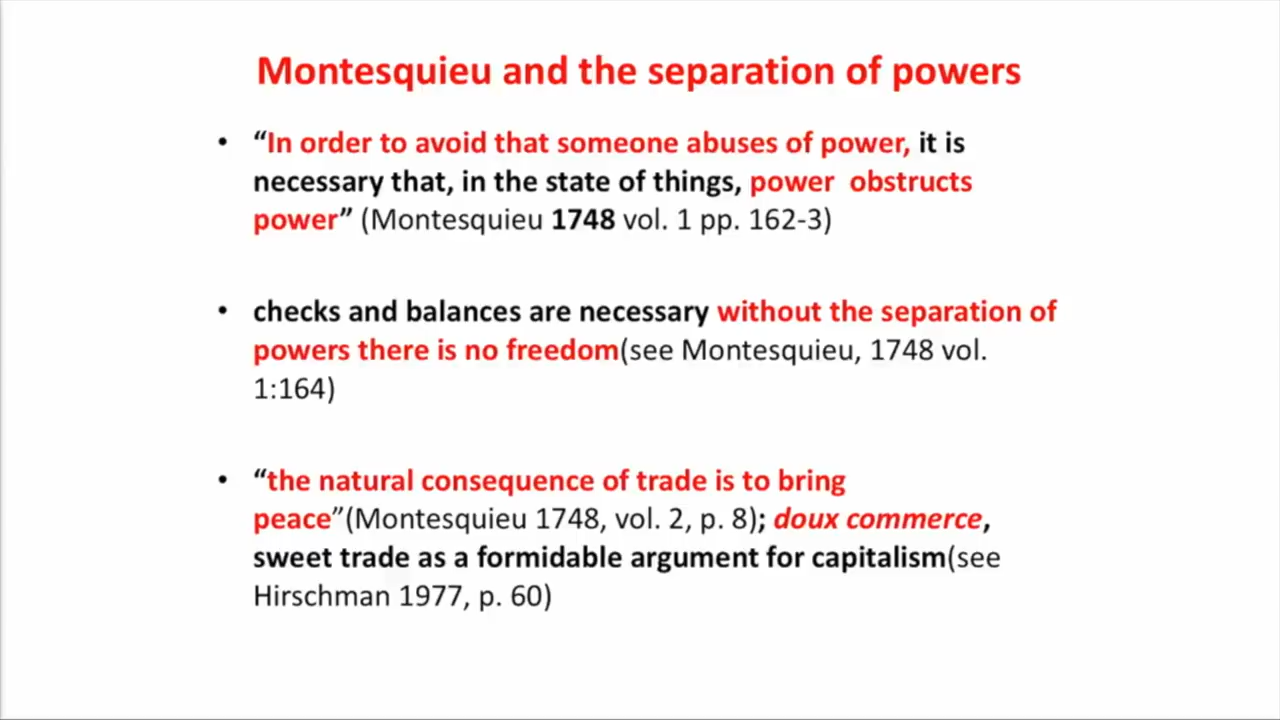 Montesquieu and the separation of powers
• “In order to avoid that someone abuses of power, it is
necessary that, in the state of things, power obstructs
power” (Montesquieu 1748 vol. 1 pp. 162-3)
• checks and balances are necessary without the separation of
powers there is no freedom(see Montesquieu, 1748 vol.
1:164)
• “the natural consequence of trade is to bring
peace”(Montesquieu 1748, vol. 2, p. 8); doux commerce,
sweet trade as a formidable argument for capitalism(see
Hirschman 1977, p. 60)